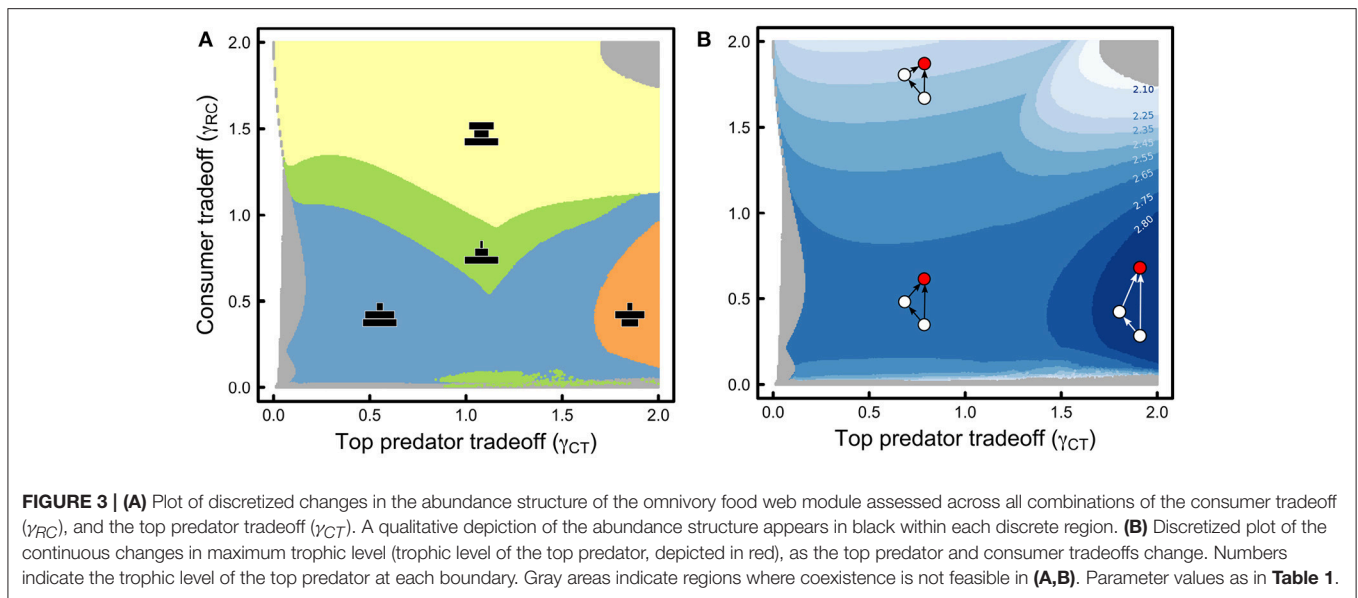 A
B
2.0
1.5
1.0
0.5
0.0
Consumer tradeoff (γRC)
0.0 0.5 1.0 1.5 2.0
Top predator tradeoff (γCT)
2.0
1.5
1.0
0.5
0.0
2.10
2.25
2.35
2.45
2.55
2.65
2.75
2.80
0.0 0.5 1.0 1.5 2.0
Top predator tradeoff (γCT)
FIGURE 3 | (A) Plot of discretized changes in the abundance structure of the omnivory food web module assessed across all combinations of the consumer tradeoff
(γRC), and the top predator tradeoff (γCT). A qualitative depiction of the abundance structure appears in black within each discrete region. (B) Discretized plot of the
continuous changes in maximum trophic level (trophic level of the top predator, depicted in red), as the top predator and consumer tradeoffs change. Numbers
indicate the trophic level of the top predator at each boundary. Gray areas indicate regions where coexistence is not feasible in (A,B). Parameter values as in Table 1.